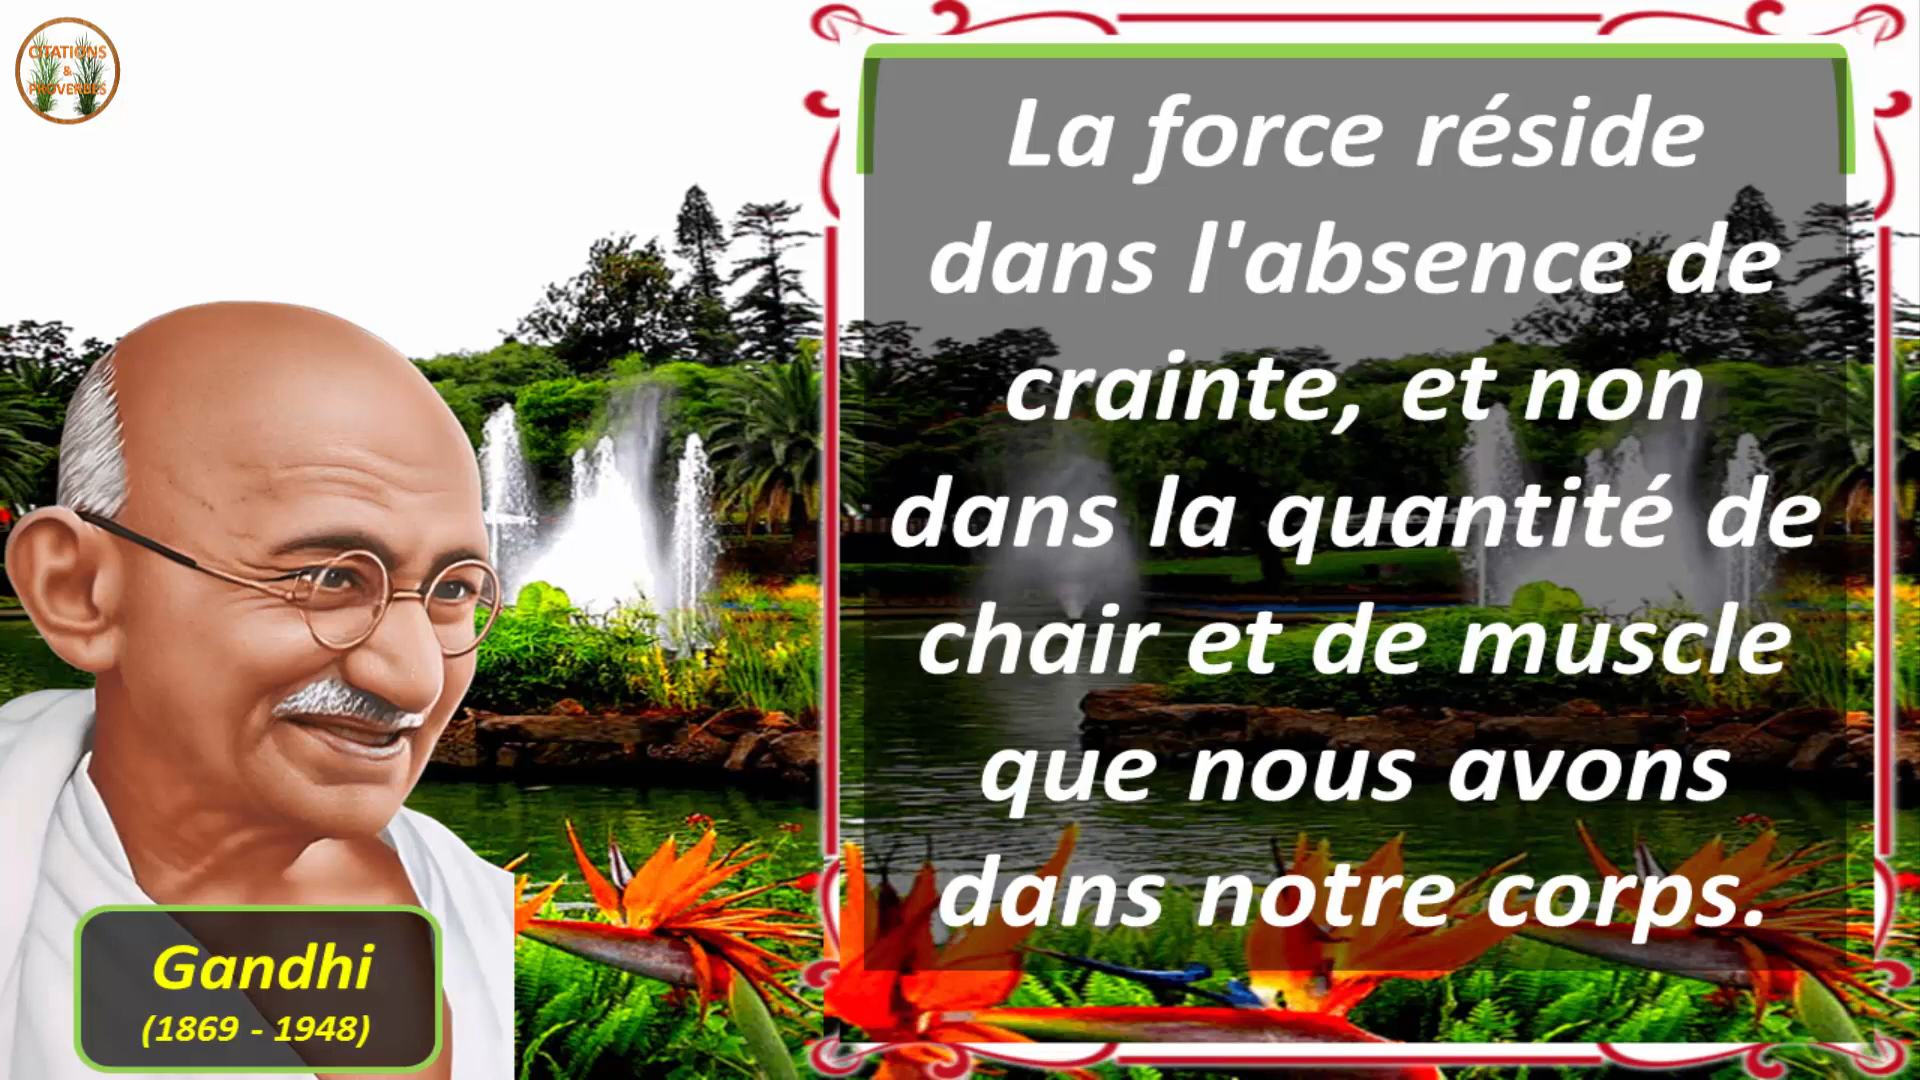 CITATIONS
&
PROVERBES
La force réside
dans l'absence de
crainte, et non
dans la quantité de
chair et de muscle
que nous avons
dans notre corps.
Gandhi
(1869 - 1948)